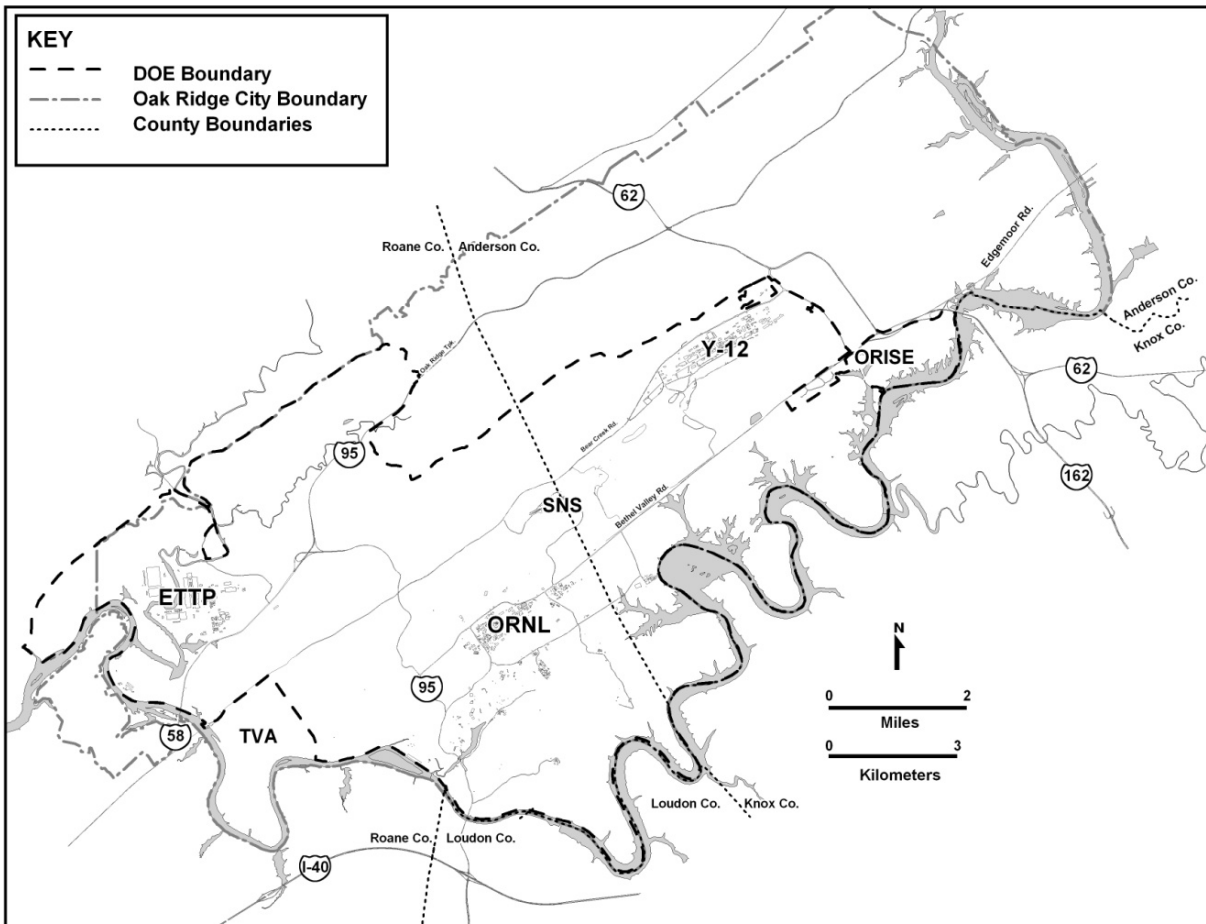 KEY
DOE Boundary
Oak Ridge City Boundary
County Boundaries
62
Roane Co. Anderson Co.
Edgemoor Rd.
Anderson Co.
Knox Co.
Oak Ridge Tpk.
Y-12
ORISE
62
95
Bear Creek Rd.
162
SNS
Bethel Valley Rd.
ETTP
ORNL
N
95
0 2
Miles
58
TVA
0 3
Kilometers
Loudon Co. Knox Co.
Roane Co. Loudon Co.
I-40